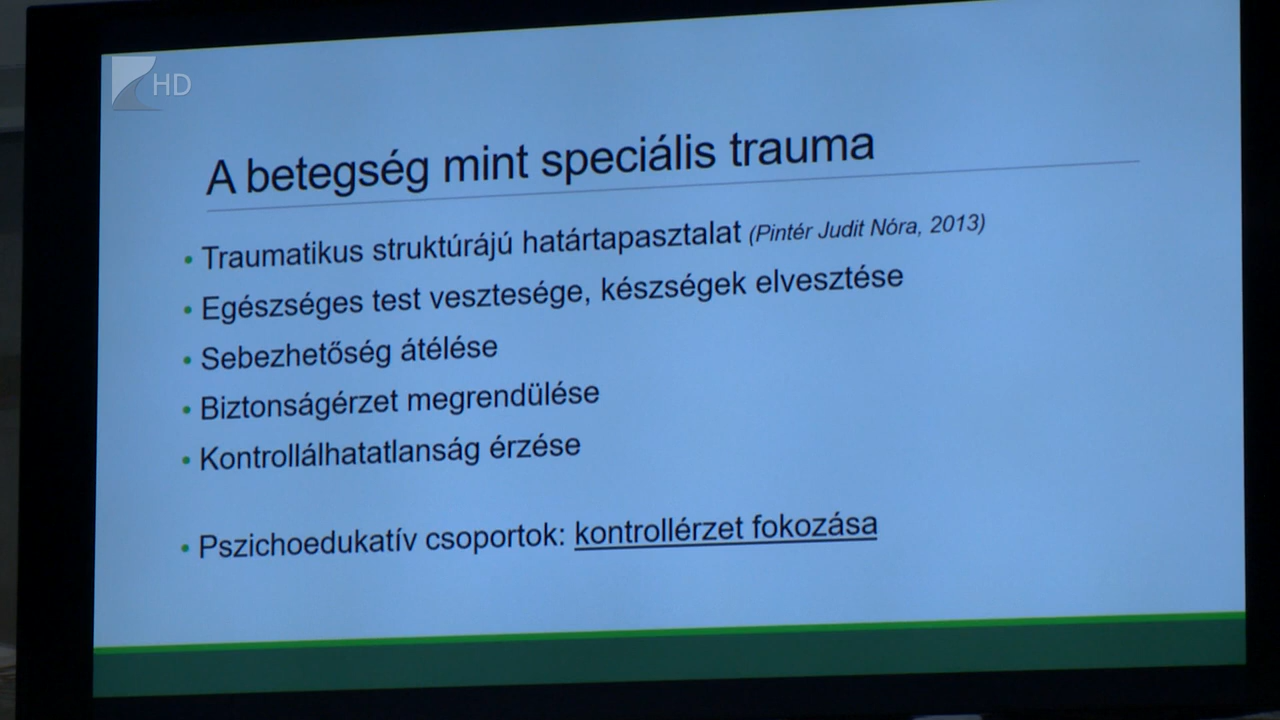 HD
A betegség mint speciális trauma
• Traumatikus struktúrájú határtapasztalat (Pintér Judit Nóra, 2013)
• Egészséges test vesztesége, készségek elvesztése
• Sebezhetőség átélése
• Biztonságérzet megrendülése
• Kontrollálhatatlanság érzése
• Pszichoedukatív csoportok: kontrollérzet fokozása